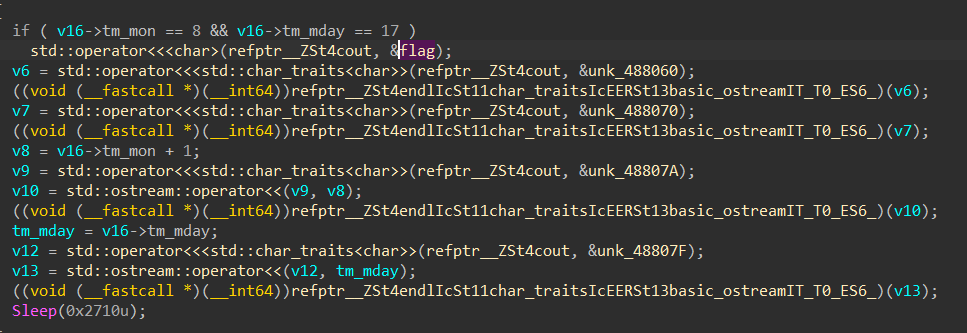 if ( v16->tm_mon == 8 && v16->tm_mday == 17 )
std::operator<<<char>(refptr__ZSt4cout, &flag);
v6 = std::operator<<<std::char_traits<char>>(refptr__ZSt4cout, &unk_488060);
((void (__fastcall *)(__int64))refptr__ZSt4endlIcSt11char_traitsIcEERSt13basic_ostreamIT_T0_ES6_)(v6);
v7 = std::operator<<<std::char_traits<char>>(refptr__ZSt4cout, &unk_488070);
((void (__fastcall *)(__int64))refptr__ZSt4endlIcSt11char_traitsIcEERSt13basic_ostreamIT_T0_ES6_)(v7);
v8 = v16->tm_mon + 1;
v9 = std::operator<<<std::char_traits<char>>(refptr__ZSt4cout, &unk_48807A);
v10 = std::ostream::operator<<(v9, v8);
((void (__fastcall *)(__int64))refptr__ZSt4endlIcSt11char_traitsIcEERSt13basic_ostreamIT_T0_ES6_)(v10);
tm_mday = v16->tm_mday;
v12 = std::operator<<<std::char_traits<char>>(refptr__ZSt4cout, &unk_48807F);
v13 = std::ostream::operator<<(v12, tm_mday);
((void (__fastcall *)(__int64))refptr__ZSt4endlIcSt11char_traitsIcEERSt13basic_ostreamIT_T0_ES6_)(v13);
Sleep(0x2710u);